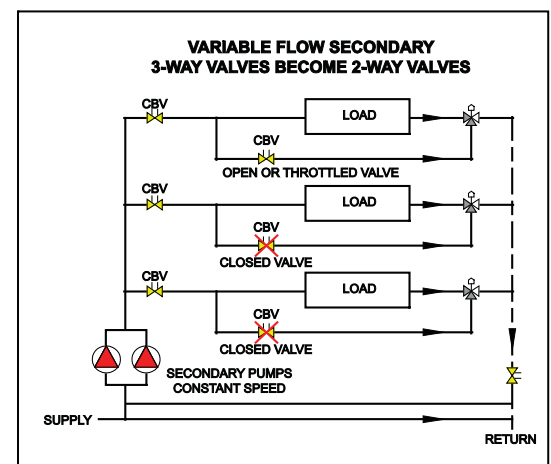 VARIABLE FLOW SECONDARY
3-WAY VALVES BECOME 2-WAY VALVES
CBV
LOAD
CBV
OPEN OR THROTTLED VALVE
CBV
LOAD
CBV
CLOSED VALVE
CBV
LOAD
CBV
CLOSED VALVE
SECONDARY PUMPS
CONSTANT SPEED
SUPPLY
RETURN